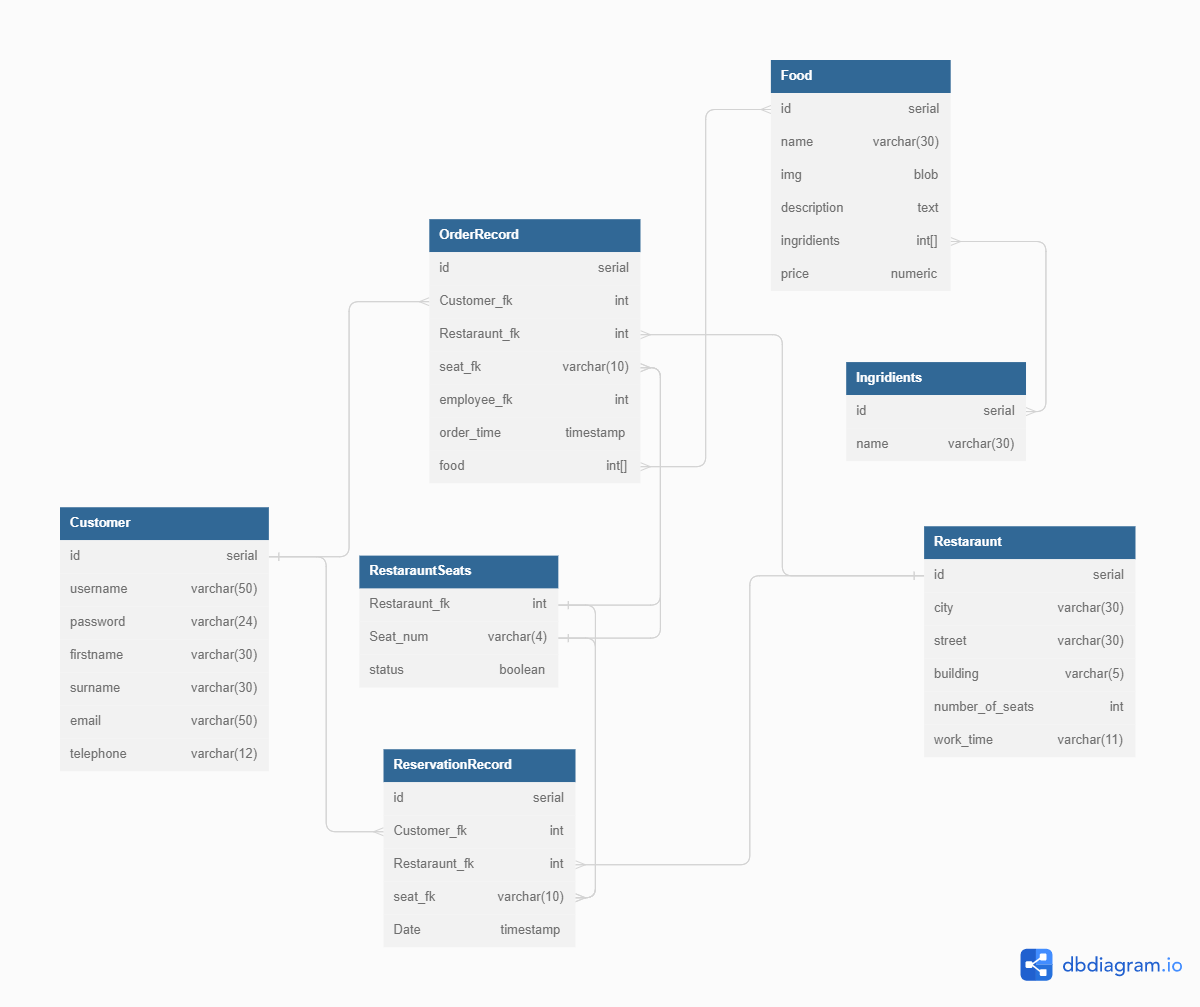 Food
id serial
name varchar(30)
img blob
description text
ingridients int[]
price numeric
OrderRecord
id serial
Customer_fk int
Restaraunt_fk int
seat_fk varchar(10)
employee_fk int
order_time timestamp
food int[]
Ingridients
id serial
name varchar(30)
Customer
id serial
username varchar(50)
password varchar(24)
firstname varchar(30)
surname varchar(30)
email varchar(50)
telephone varchar(12)
RestarauntSeats
Restaraunt_fk int
Seat_num varchar(4)
status boolean
Restaraunt
id serial
city varchar(30)
street varchar(30)
building varchar(5)
number_of_seats int
work_time varchar(11)
ReservationRecord
id serial
Customer_fk int
Restaraunt_fk int
seat_fk varchar(10)
Date timestamp
dbdiagram.io